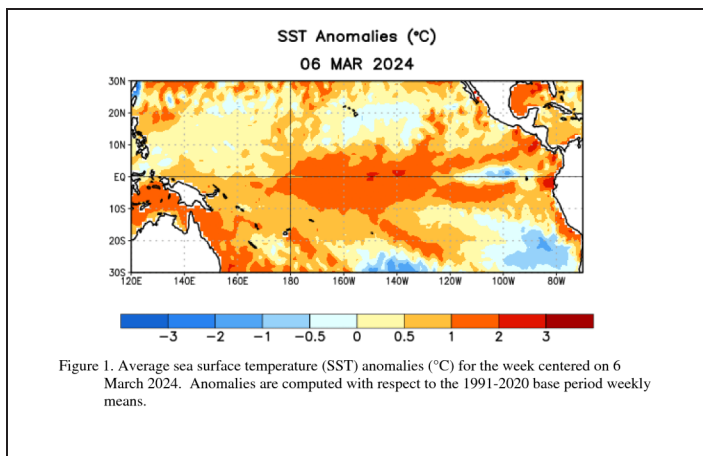 SST Anomalies (°C)
06 MAR 2024
30N
20N
10N
EQ
10S
20S
30S
120E 140E 160E 180 160W 140W 120W 100W 80W
-3 -2 -1 -0.5 0 0.5 1 2 3
Figure 1. Average sea surface temperature (SST) anomalies (°C) for the week centered on 6
March 2024.  Anomalies are computed with respect to the 1991-2020 base period weekly
means.